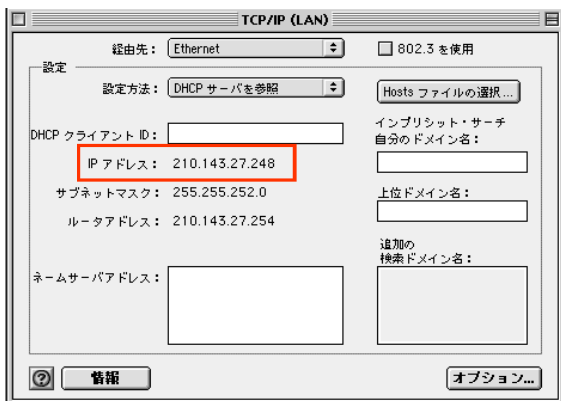 TCP/IP (LAN)
経由先： Ethernet
802.3 を使用
設定
設定方法： DHCP サーバを参照
Hosts ファイルの選択...
DHCP クライアント ID：
インプリシット・サーチ
自分のドメイン名：
IP アドレス： 210.143.27.248
サブネットマスク： 255.255.252.0
上位ドメイン名：
ルータアドレス： 210.143.27.254
追加の
検索ドメイン名：
ネームサーバアドレス：
?
情報
オプション...